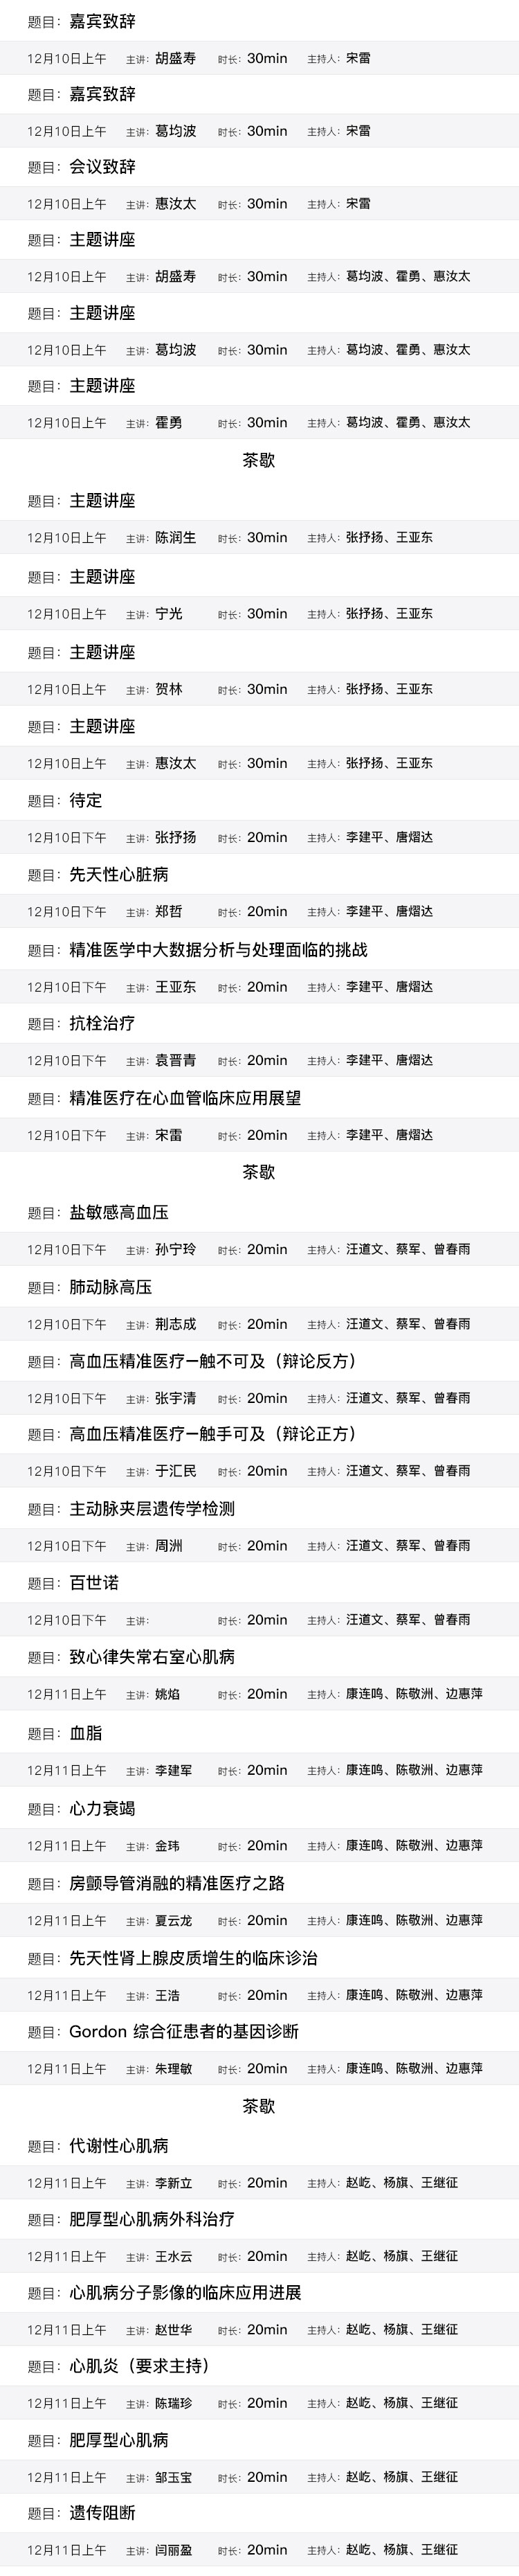 题目：嘉宾致辞
12月10日上午 主讲：胡盛寿 时长：30min 主持人：宋雷
题目：嘉宾致辞
12月10日上午 主讲：葛均波 时长：30min 主持人：宋雷
题目：会议致辞
12月10日上午 主讲：惠汝太 时长：30min 主持人：宋雷
题目：主题讲座
12月10日上午 主讲：胡盛寿 时长：30min 主持人：葛均波、霍勇、惠汝太
题目：主题讲座
12月10日上午 主讲：葛均波 时长：30min 主持人：葛均波、霍勇、惠汝太
题目：主题讲座
12月10日上午 主讲：霍勇 时长：30min 主持人：葛均波、霍勇、惠汝太
茶歇
题目：主题讲座
12月10日上午 主讲：陈润生 时长：30min 主持人：张抒扬、王亚东
题目：主题讲座
12月10日上午 主讲：宁光 时长：30min 主持人：张抒扬、王亚东
题目：主题讲座
12月10日上午 主讲：贺林 时长：30min 主持人：张抒扬、王亚东
题目：主题讲座
12月10日上午 主讲：惠汝太 时长：30min 主持人：张抒扬、王亚东
题目：待定
12月10日下午 主讲：张抒扬 时长：20min 主持人：李建平、唐熠达
题目：先天性心脏病
12月10日下午 主讲：郑哲 时长：20min 主持人：李建平、唐熠达
题目：精准医学中大数据分析与处理面临的挑战
12月10日下午 主讲：王亚东 时长：20min 主持人：李建平、唐熠达
题目：抗栓治疗
12月10日下午 主讲：袁晋青 时长：20min 主持人：李建平、唐熠达
题目：精准医疗在心血管临床应用展望
12月10日下午 主讲：宋雷 时长：20min 主持人：李建平、唐熠达
茶歇
题目：盐敏感高血压
12月10日下午 主讲：孙宁玲 时长：20min 主持人：汪道文、蔡军、曾春雨
题目：肺动脉高压
12月10日下午 主讲：荆志成 时长：20min 主持人：汪道文、蔡军、曾春雨
题目：高血压精准医疗—触不可及（辩论反方）
12月10日下午 主讲：张宇清 时长：20min 主持人：汪道文、蔡军、曾春雨
题目：高血压精准医疗—触手可及（辩论正方）
12月10日下午 主讲：于汇民 时长：20min 主持人：汪道文、蔡军、曾春雨
题目：主动脉夹层遗传学检测
12月10日下午 主讲：周洲 时长：20min 主持人：汪道文、蔡军、曾春雨
题目：百世诺
12月10日下午 主讲： 时长：20min 主持人：汪道文、蔡军、曾春雨
题目：致心律失常右室心肌病
12月11日上午 主讲：姚焰 时长：20min 主持人：康连鸣、陈敬洲、边惠萍
题目：血脂
12月11日上午 主讲：李建军 时长：20min 主持人：康连鸣、陈敬洲、边惠萍
题目：心力衰竭
12月11日上午 主讲：金玮 时长：20min 主持人：康连鸣、陈敬洲、边惠萍
题目：房颤导管消融的精准医疗之路
12月11日上午 主讲：夏云龙 时长：20min 主持人：康连鸣、陈敬洲、边惠萍
题目：先天性肾上腺皮质增生的临床诊治
12月11日上午 主讲：王浩 时长：20min 主持人：康连鸣、陈敬洲、边惠萍
题目：Gordon 综合征患者的基因诊断
12月11日上午 主讲：朱理敏 时长：20min 主持人：康连鸣、陈敬洲、边惠萍
茶歇
题目：代谢性心肌病
12月11日上午 主讲：李新立 时长：20min 主持人：赵屹、杨旗、王继征
题目：肥厚型心肌病外科治疗
12月11日上午 主讲：王水云 时长：20min 主持人：赵屹、杨旗、王继征
题目：心肌病分子影像的临床应用进展
12月11日上午 主讲：赵世华 时长：20min 主持人：赵屹、杨旗、王继征
题目：心肌炎（要求主持）
12月11日上午 主讲：陈瑞珍 时长：20min 主持人：赵屹、杨旗、王继征
题目：肥厚型心肌病
12月11日上午 主讲：邹玉宝 时长：20min 主持人：赵屹、杨旗、王继征
题目：遗传阻断
12月11日上午 主讲：闫丽盈 时长：20min 主持人：赵屹、杨旗、王继征